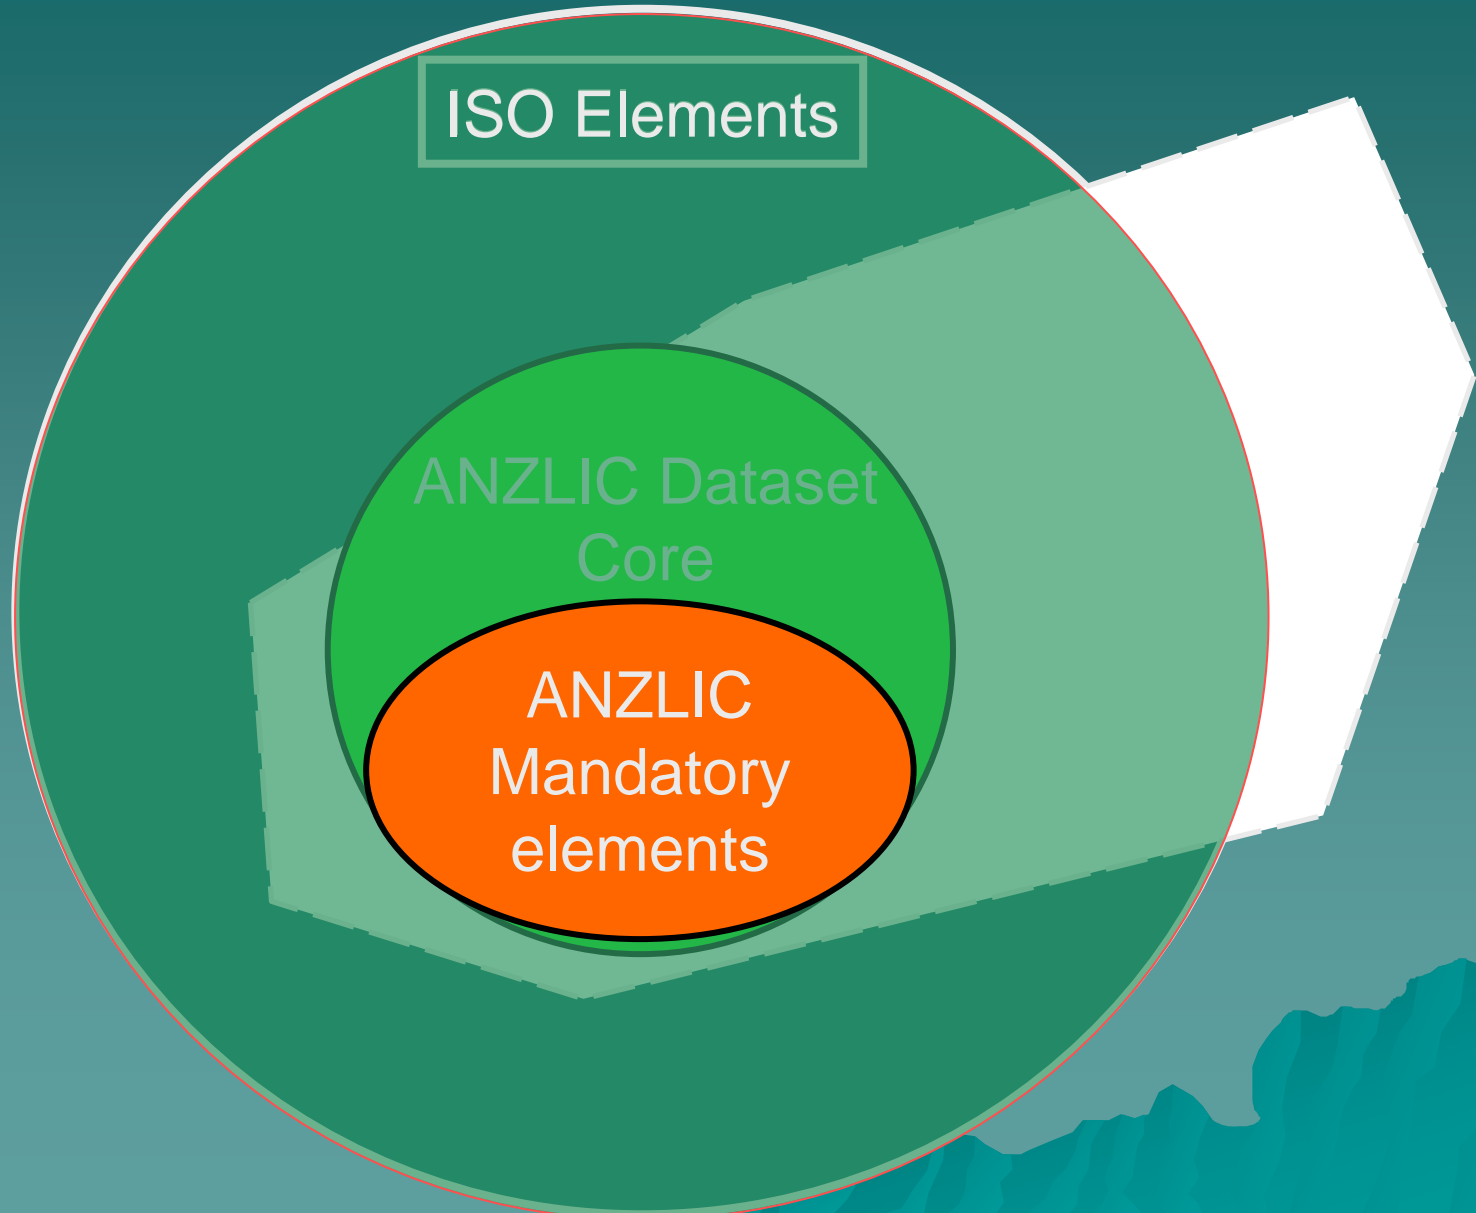 ISO Elements
ANZLIC Dataset
Core
ANZLIC
Mandatory
elements